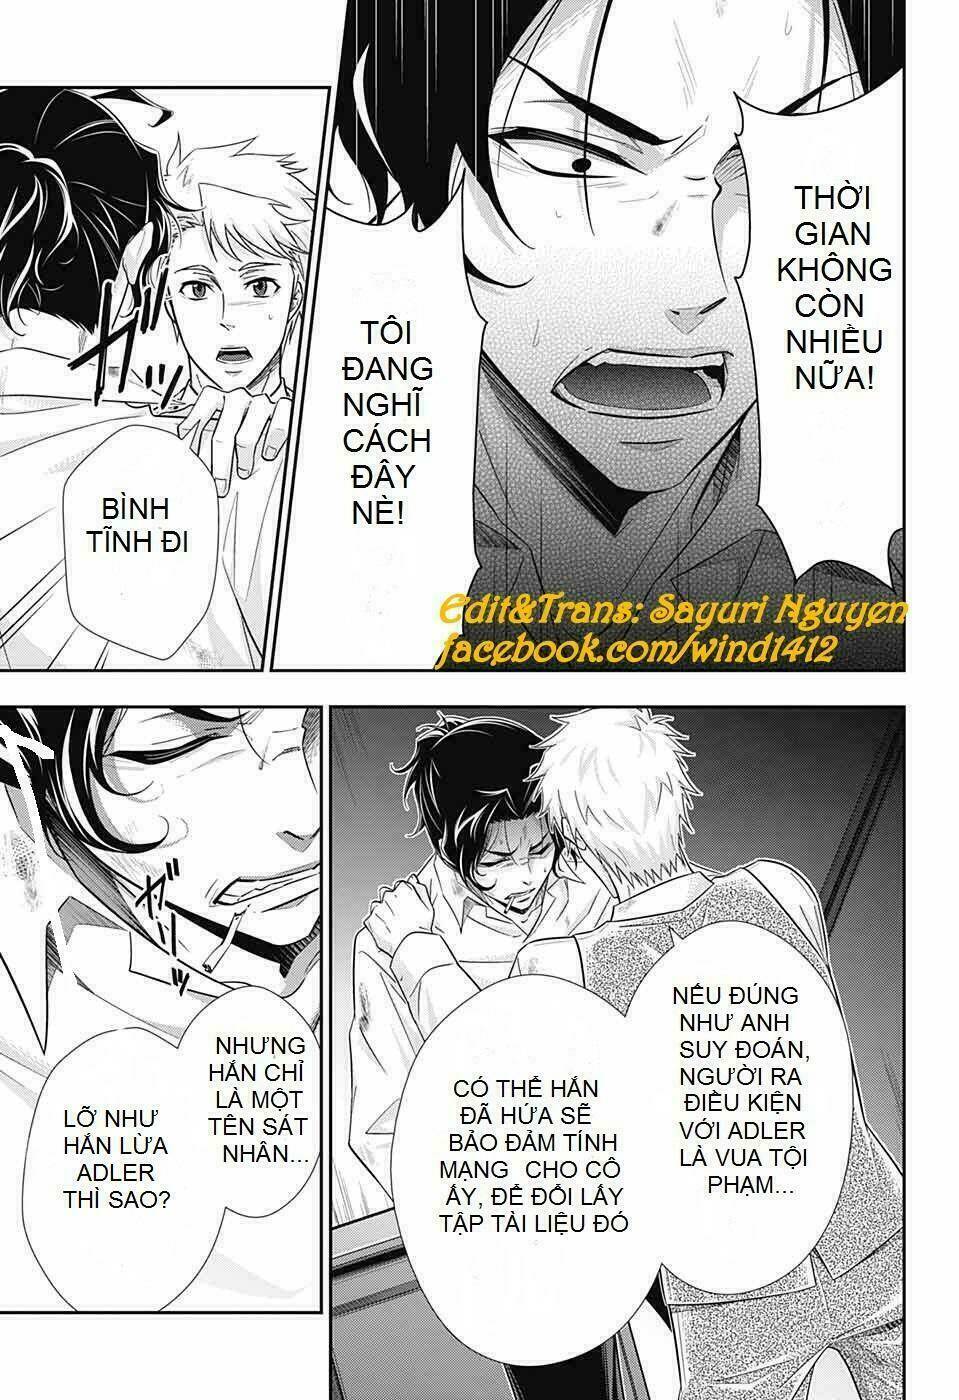 THỜI
GIAN
KHÔNG
CÒN
NHIỀU
NỮA!
TÔI
ĐANG
NGHĨ
CÁCH
ĐÂY
NÈ!
BÌNH
TĨNH ĐI
Edit&Trans: Sayuri Nguyen
facebook.com/wind1412
NẾU ĐÚNG
NHƯ ANH
SUY ĐOÁN,
NGƯỜI RA
ĐIỀU KIỆN
VỚI ADLER
LÀ VUA TỘI
PHẠM...
CÓ THỂ HẮN
ĐÃ HỨA SẼ
BẢO ĐẢM TÍNH
MẠNG CHO CÔ
ẤY, ĐỂ ĐỔI LẤY
TẬP TÀI LIỆU ĐÓ
NHƯNG
HẮN CHỈ
LÀ MỘT
TÊN SÁT
NHÂN...
LỠ NHƯ
HẮN LỪA
ADLER
THÌ SAO?